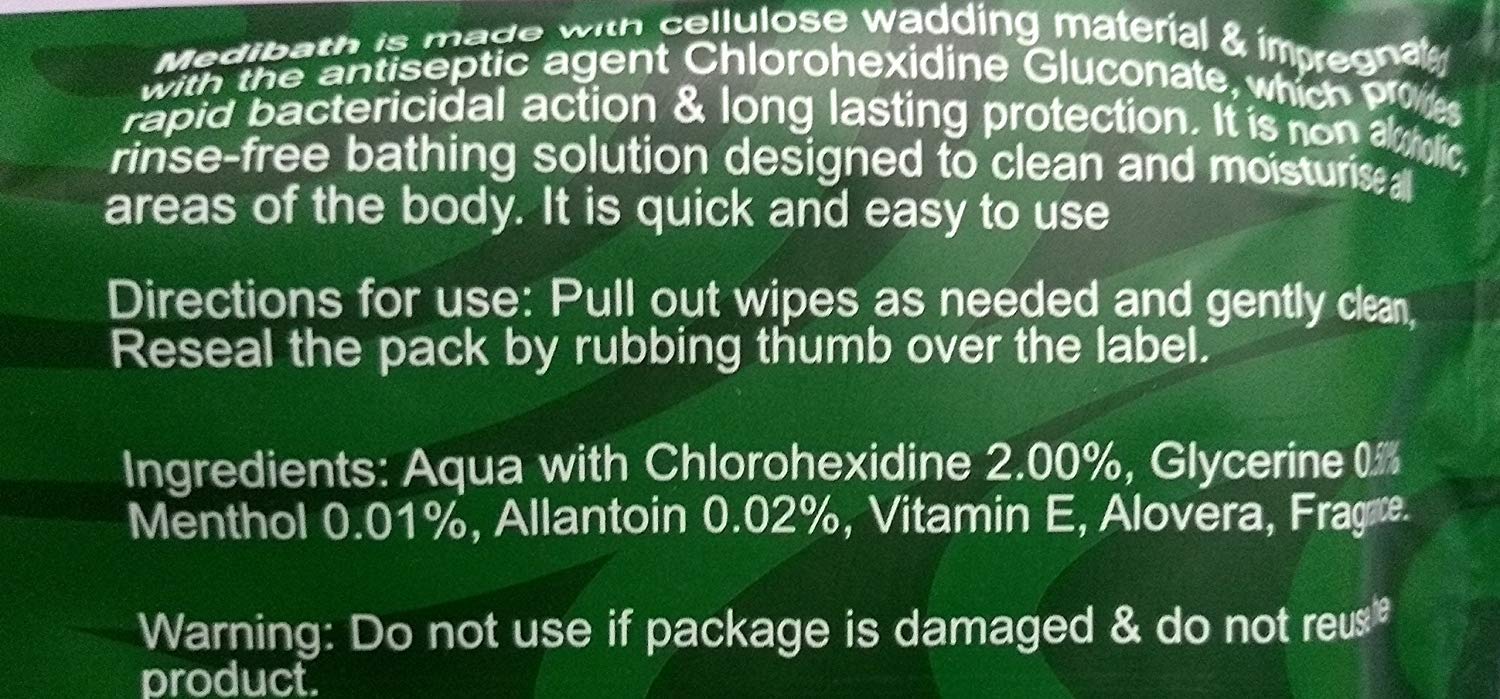 Medibath is made with cellulose wadding material & impregnated
with the antiseptic agent Chlorohexidine Gluconate, which provides
rapid bactericidal action & long lasting protection. It is non alcoholic,
rinse-free bathing solution designed to clean and moisturise all
areas of the body. It is quick and easy to use
Directions for use: Pull out wipes as needed and gently clean,
Reseal the pack by rubbing thumb over the label.
Ingredients: Aqua with Chlorohexidine 2.00%, Glycerine
Menthol 0.01%, Allantoin 0.02%, Vitamin E, Alovera, Fragrance.
Warning: Do not use if package is damaged & do not reuse the
product.